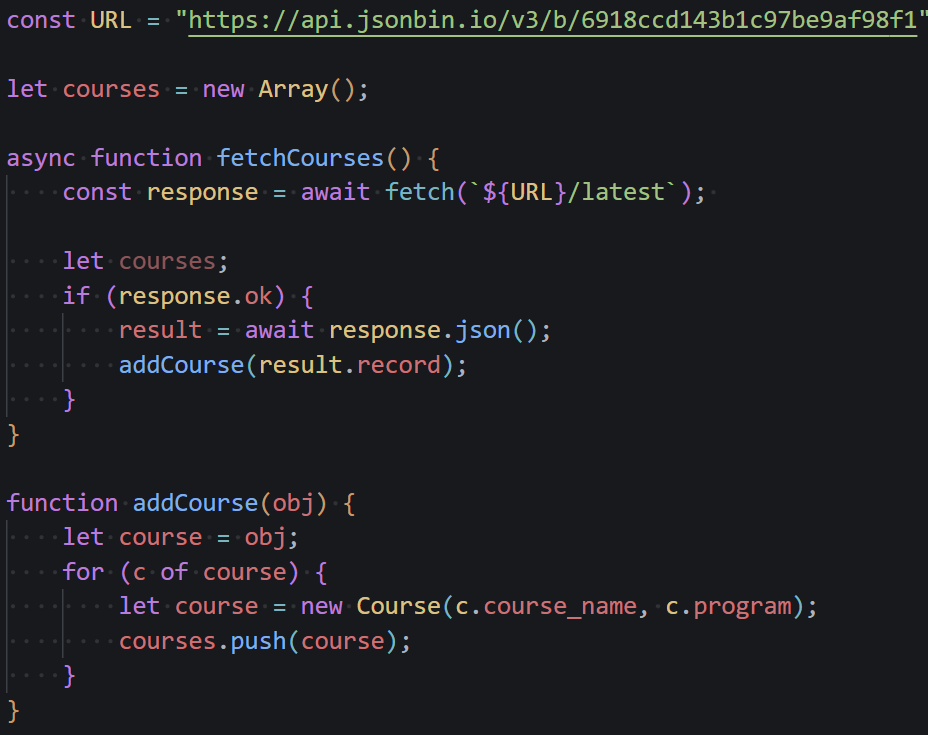 const URL = "https://api.jsonbin.io/v3/b/6918ccd143b1c97be9af98f1"
let courses = new Array();
async function fetchCourses() {
    const response = await fetch(`${URL}/latest`);
    let courses;
    if (response.ok) {
        result = await response.json();
        addCourse(result.record);
    }
}
function addCourse(obj) {
    let course = obj;
    for (c of course) {
        let course = new Course(c.course_name, c.program);
        courses.push(course);
    }
}